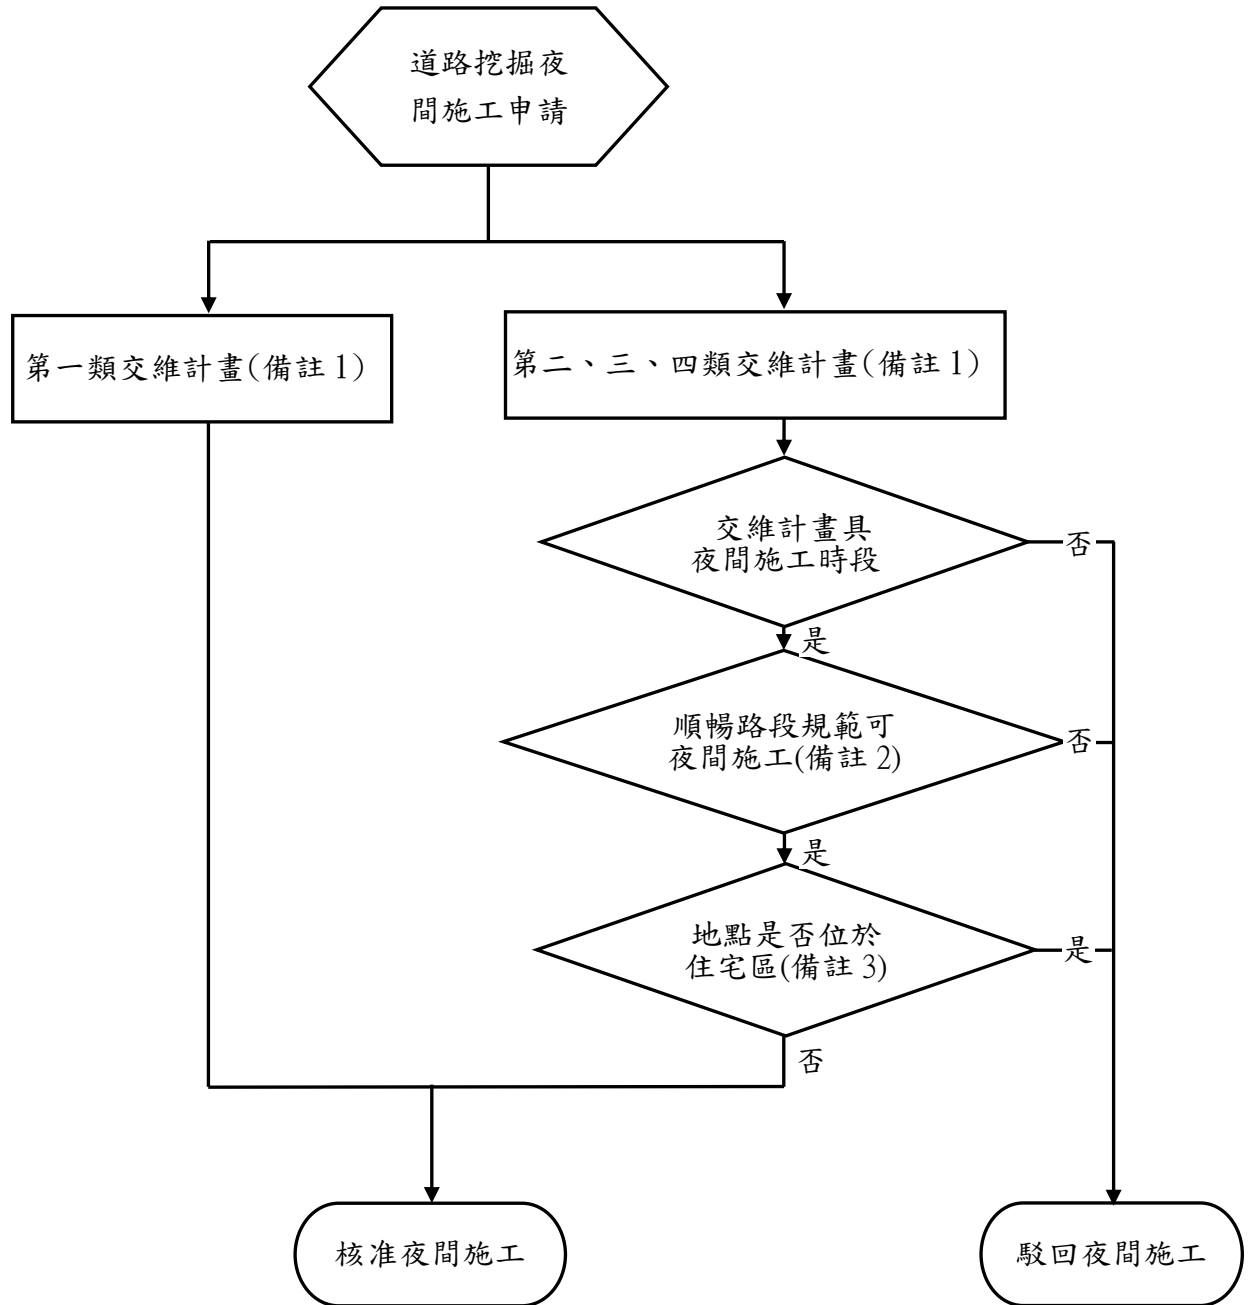 道路挖掘夜
間施工申請
第一類交維計畫(備註1)
第二、三、四類交維計畫(備註1)
交維計畫具
夜間施工時段
否
是
順暢路段規範可
夜間施工(備註2)
否
是
地點是否位於
住宅區(備註3)
是
否
核准夜間施工
駁回夜間施工